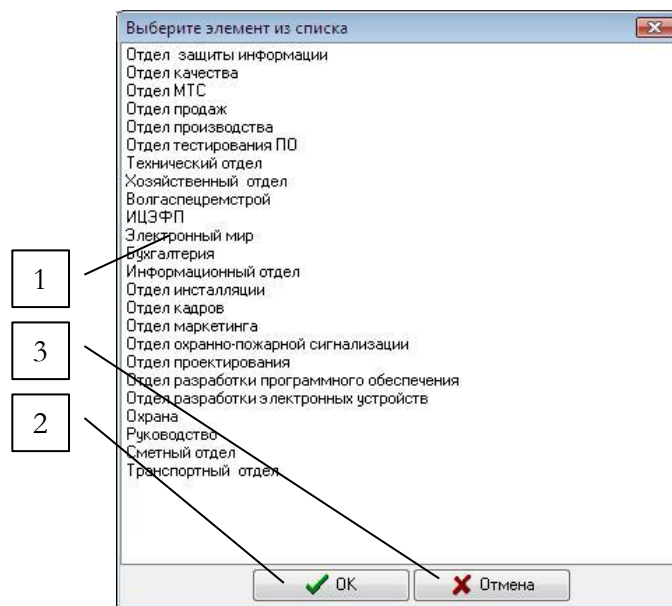 Выберите элемент из списка
Отдел защиты информации
Отдел качества
Отдел МТС
Отдел продаж
Отдел производства
Отдел тестирования ПО
Технический отдел
Хозяйственный отдел
Волгаспецремстрой
ИЦЭФП
Электронный мир
Бухгалтерия
Информационный отдел
Отдел инсталляции
Отдел кадров
Отдел маркетинга
Отдел охранно-пожарной сигнализации
Отдел проектирования
Отдел разработки программного обеспечения
Отдел разработки электронных устройств
Охрана
Руководство
Сметный отдел
Транспортный отдел
1
3
2
OK
Отмена